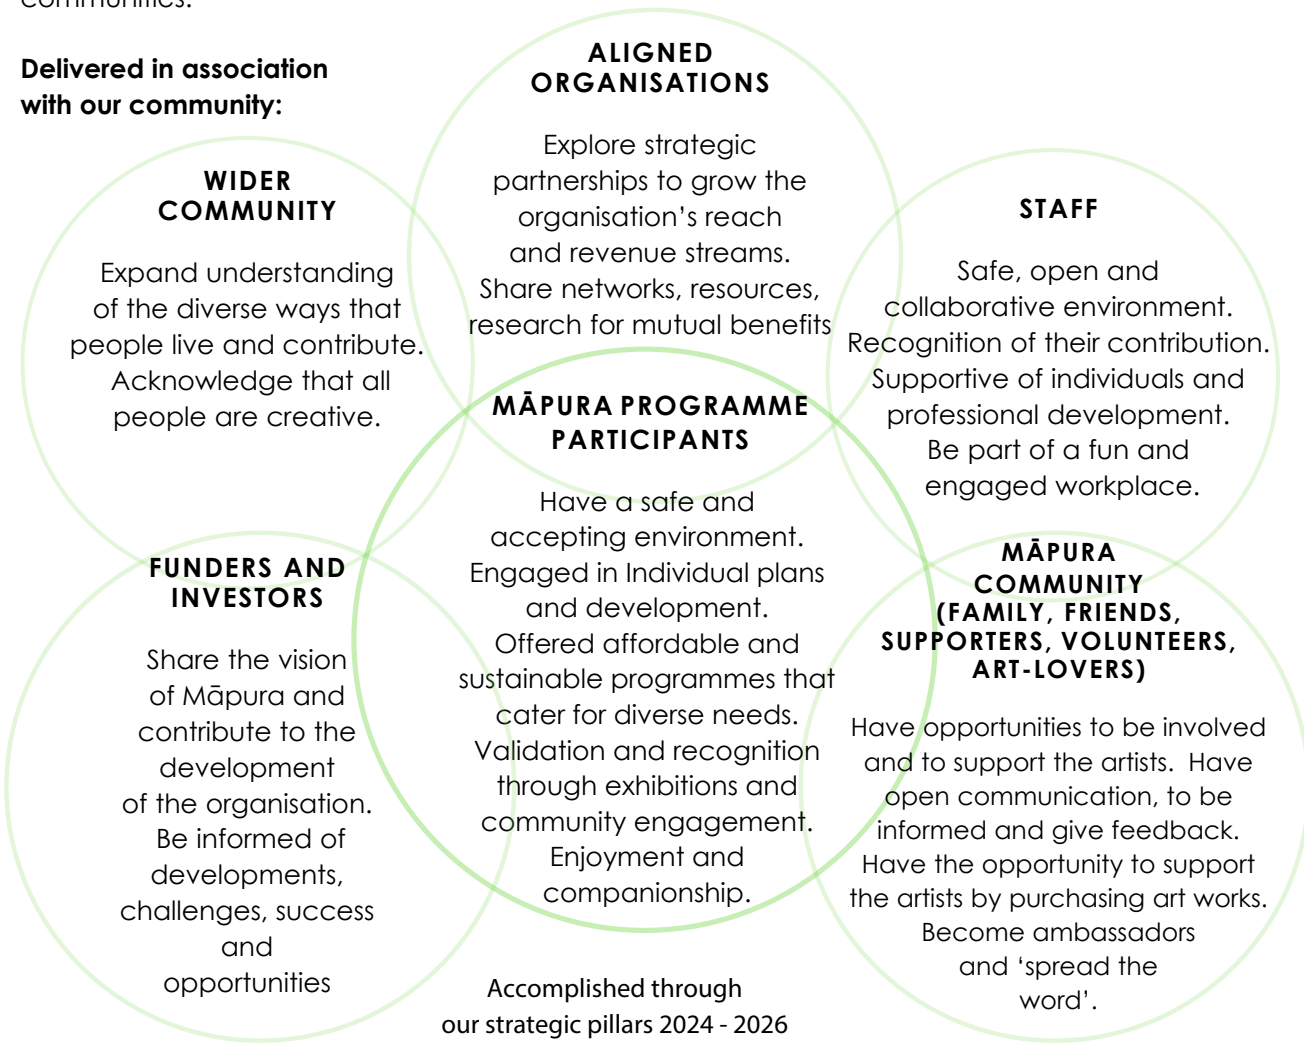 communities.
Delivered in association
with our community:
ALIGNED
ORGANISATIONS
Explore strategic
partnerships to grow the
organisation’s reach
and revenue streams.
Share networks, resources,
research for mutual benefits
WIDER
COMMUNITY
Expand understanding
of the diverse ways that
people live and contribute.
Acknowledge that all
people are creative.
STAFF
Safe, open and
collaborative environment.
Recognition of their contribution.
Supportive of individuals and
professional development.
Be part of a fun and
engaged workplace.
MĀPURA PROGRAMME
PARTICIPANTS
Have a safe and
accepting environment.
Engaged in Individual plans
and development.
Offered affordable and
sustainable programmes that
cater for diverse needs.
Validation and recognition
through exhibitions and
community engagement.
Enjoyment and
companionship.
FUNDERS AND
INVESTORS
Share the vision
of Māpura and
contribute to the
development
of the organisation.
Be informed of
developments,
challenges, success
and
opportunities
MĀPURA
COMMUNITY
(FAMILY, FRIENDS,
SUPPORTERS, VOLUNTEERS,
ART-LOVERS)
Have opportunities to be involved
and to support the artists.  Have
open communication, to be
informed and give feedback.
Have the opportunity to support
the artists by purchasing art works.
Become ambassadors
and ‘spread the
word’.
Accomplished through
our strategic pillars 2024 - 2026